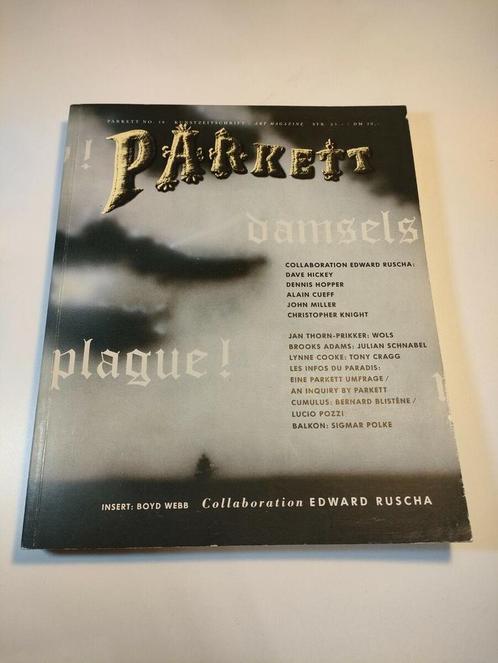 PARKETT NO. 18 KUNSTZEITSCHRIFT / ART MAGAZINE SFR.
PARKETT
!
damsels
COLLABORATION EDWARD RUSCHA:
DAVE HICKEY
DENNIS HOPPER
ALAIN CUEFF
JOHN MILLER
CHRISTOPHER KNIGHT
plague!
JAN THORN-PRIKKER: WOLS
BROOKS ADAMS: JULIAN SCHNABEL
LYNNE COOKE: TONY CRAGG
LES INFOS DU PARADIS:
EINE PARKETT UMFRAGE /
AN INQUIRY BY PARKETT
CUMULUS: BERNARD BLISTÈNE /
LUCIO POZZI
BALKON: SIGMAR POLKE
INSERT: BOYD WEBB Collaboration EDWARD RUSCHA